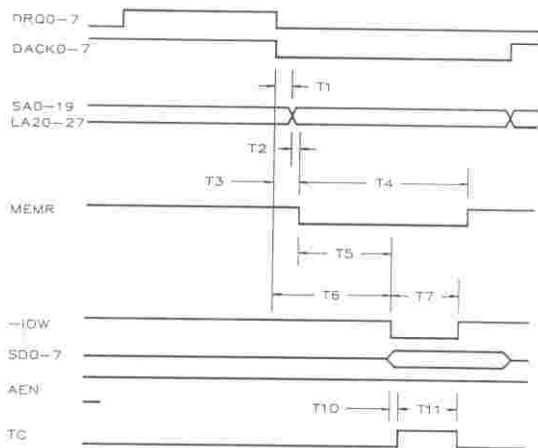 DRQ0-7
DACK0-7
T1
SA0-19
LA20-27
T2
T3
T4
MEMR
T5
T6
T7
-IOW
SD0-7
AEN
T10
T11
TC